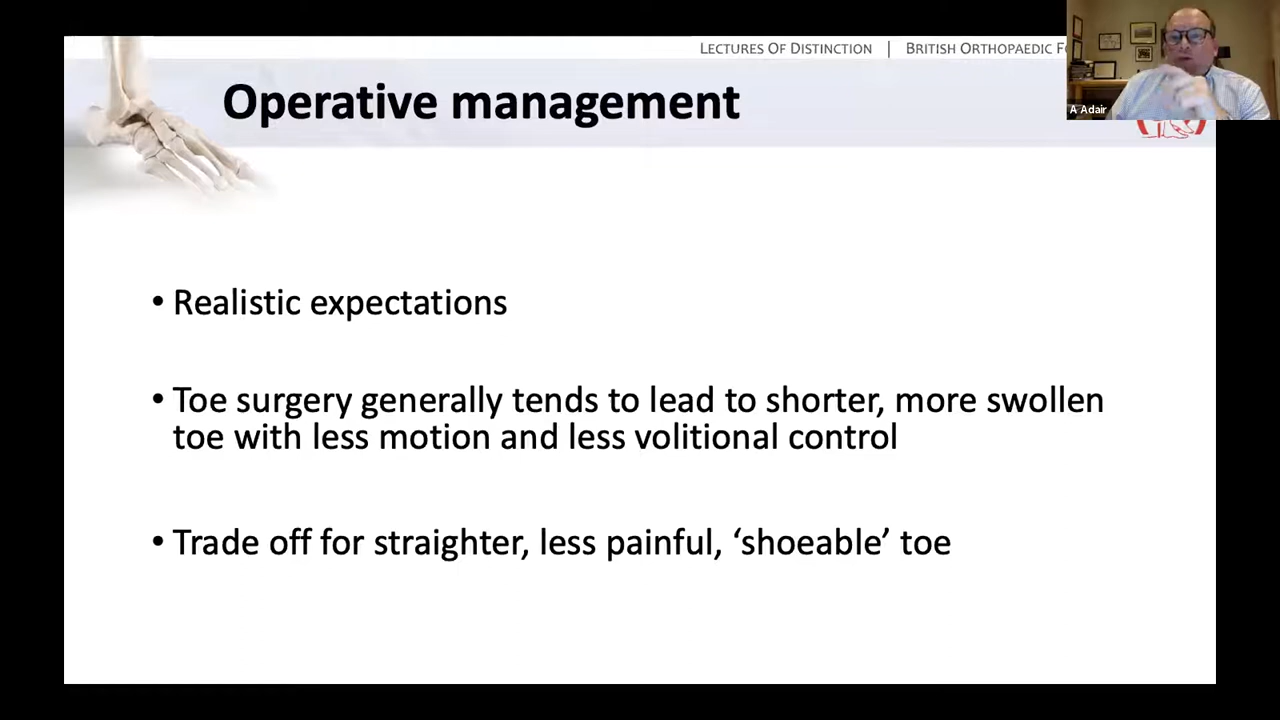 LECTURES OF DISTINCTION | BRITISH ORTHOPAEDIC
Operative management
A Adair
• Realistic expectations
• Toe surgery generally tends to lead to shorter, more swollen
toe with less motion and less volitional control
• Trade off for straighter, less painful, ‘shoeable’ toe